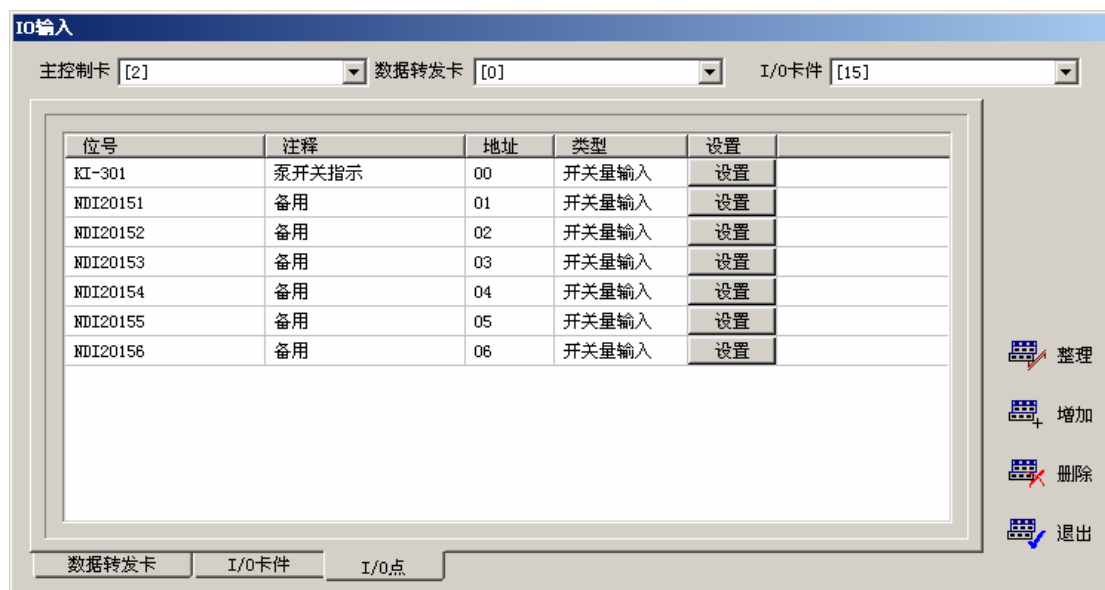 IO输入
主控制卡 [2] 数据转发卡 [0] I/O卡件 [15]
位号 注释 地址 类型 设置
KI-301 泵开关指示 00 开关量输入 设置
NDI20151 备用 01 开关量输入 设置
NDI20152 备用 02 开关量输入 设置
NDI20153 备用 03 开关量输入 设置
NDI20154 备用 04 开关量输入 设置
NDI20155 备用 05 开关量输入 设置
NDI20156 备用 06 开关量输入 设置
整理
增加
删除
退出
数据转发卡 I/O卡件 I/O点